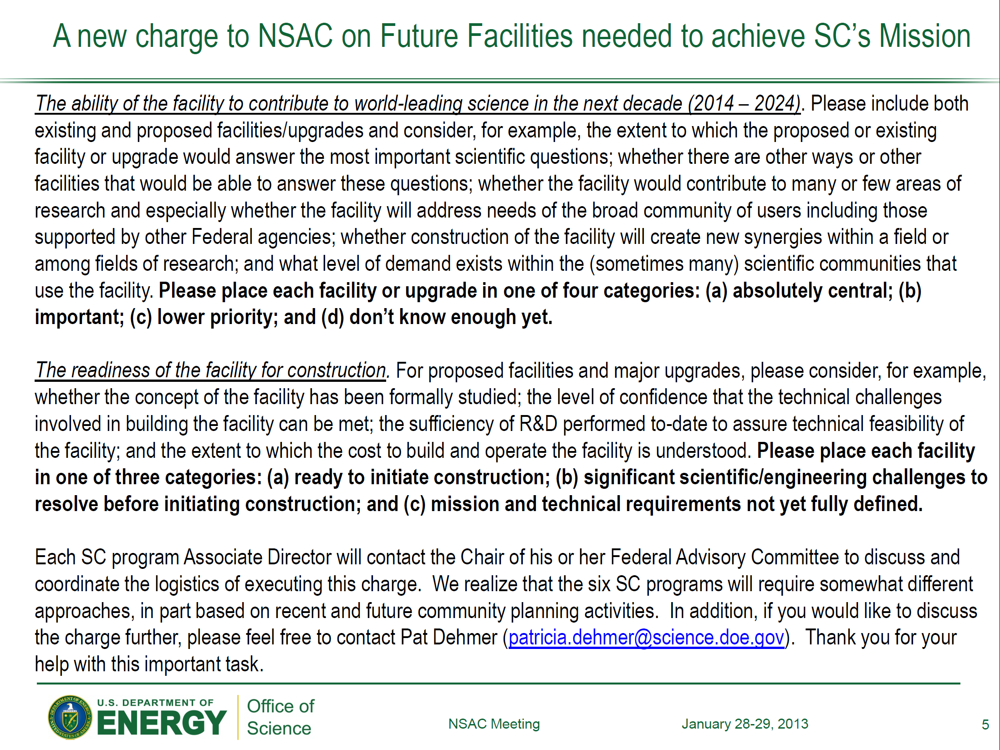 A new charge to NSAC on Future Facilities needed to achieve SC’s Mission
The ability of the facility to contribute to world-leading science in the next decade (2014 – 2024). Please include both
existing and proposed facilities/upgrades and consider, for example, the extent to which the proposed or existing
facility or upgrade would answer the most important scientific questions; whether there are other ways or other
facilities that would be able to answer these questions; whether the facility would contribute to many or few areas of
research and especially whether the facility will address needs of the broad community of users including those
supported by other Federal agencies; whether construction of the facility will create new synergies within a field or
among fields of research; and what level of demand exists within the (sometimes many) scientific communities that
use the facility. Please place each facility or upgrade in one of four categories: (a) absolutely central; (b)
important; (c) lower priority; and (d) don’t know enough yet.
The readiness of the facility for construction. For proposed facilities and major upgrades, please consider, for example,
whether the concept of the facility has been formally studied; the level of confidence that the technical challenges
involved in building the facility can be met; the sufficiency of R&D performed to-date to assure technical feasibility of
the facility; and the extent to which the cost to build and operate the facility is understood. Please place each facility
in one of three categories: (a) ready to initiate construction; (b) significant scientific/engineering challenges to
resolve before initiating construction; and (c) mission and technical requirements not yet fully defined.
Each SC program Associate Director will contact the Chair of his or her Federal Advisory Committee to discuss and
coordinate the logistics of executing this charge.  We realize that the six SC programs will require somewhat different
approaches, in part based on recent and future community planning activities.  In addition, if you would like to discuss
the charge further, please feel free to contact Pat Dehmer (patricia.dehmer@science.doe.gov).  Thank you for your
help with this important task.
DEPARTMENT OF ENERGY
UNITED STATES OF AMERICA
U.S. DEPARTMENT OF
ENERGY
Office of
Science
NSAC Meeting
January 28-29, 2013
5